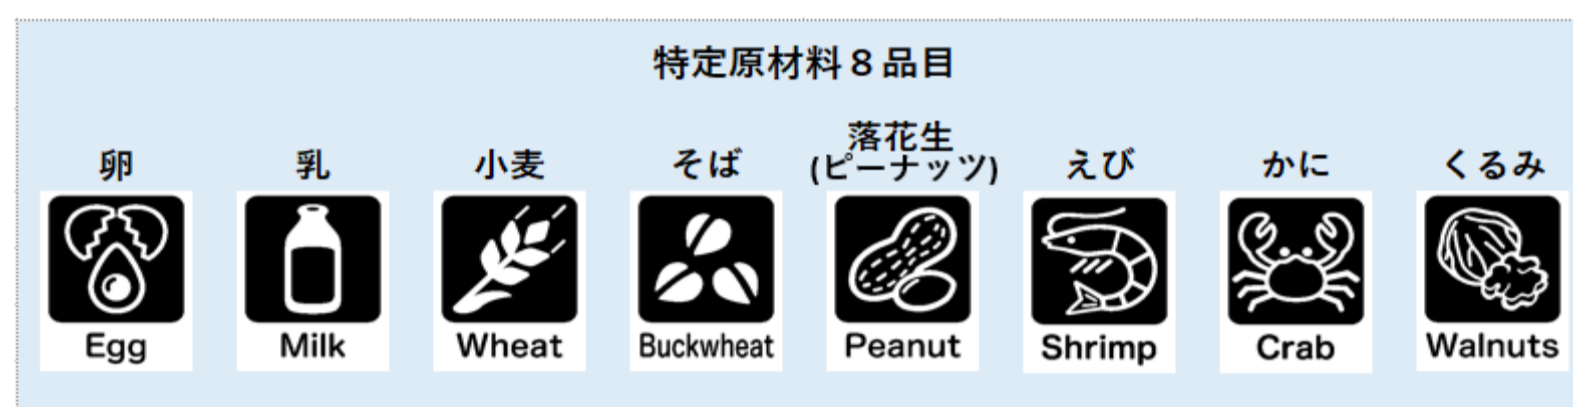 特定原材料８品目
卵
乳
小麦
そば
落花生
(ピーナッツ)
えび
かに
くるみ
Egg
Milk
Wheat
Buckwheat
Peanut
Shrimp
Crab
Walnuts